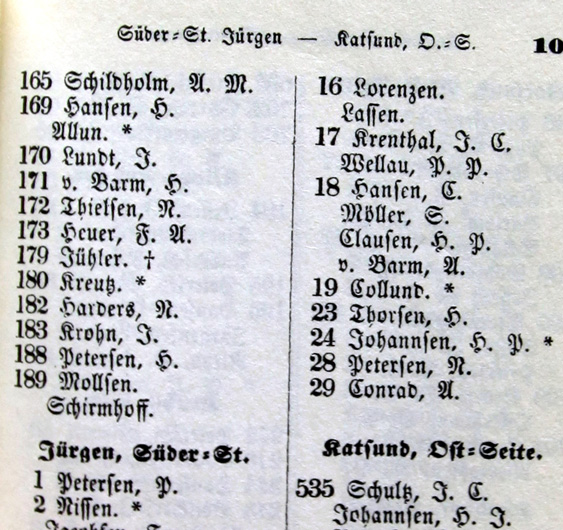 Süder-St. Jürgen — Katsund, O.-S. 10
165 Schildholm, A. M.
169 Hansen, H.
Allun. *
170 Lundt, J.
171 v. Barm, H.
172 Thielsen, N.
173 Heuer, F. A.
179 Jühler. †
180 Kreutz. *
182 Harders, N.
183 Krohn, J.
188 Petersen, H.
189 Mollsen.
Schirmhoff.
Jürgen, Süder-St.
1 Petersen, P.
2 Nissen. *
16 Lorenzen.
Lassen.
17 Krenthal, J. C.
Wellau, P. P.
18 Hansen, C.
Möller, S.
Clausen, H. P.
v. Barm, A.
19 Collund. *
23 Thorsen, H.
24 Johannsen, H. P. *
28 Petersen, N.
29 Conrad, A.
Katsund, Ost-Seite.
535 Schultz, J. C.
Johannsen, H. J.